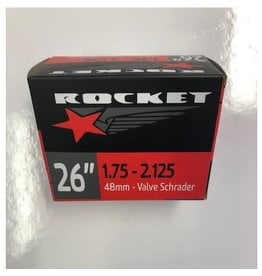 ROCKET
26"
1.75 - 2.125
48mm - Valve Schrader